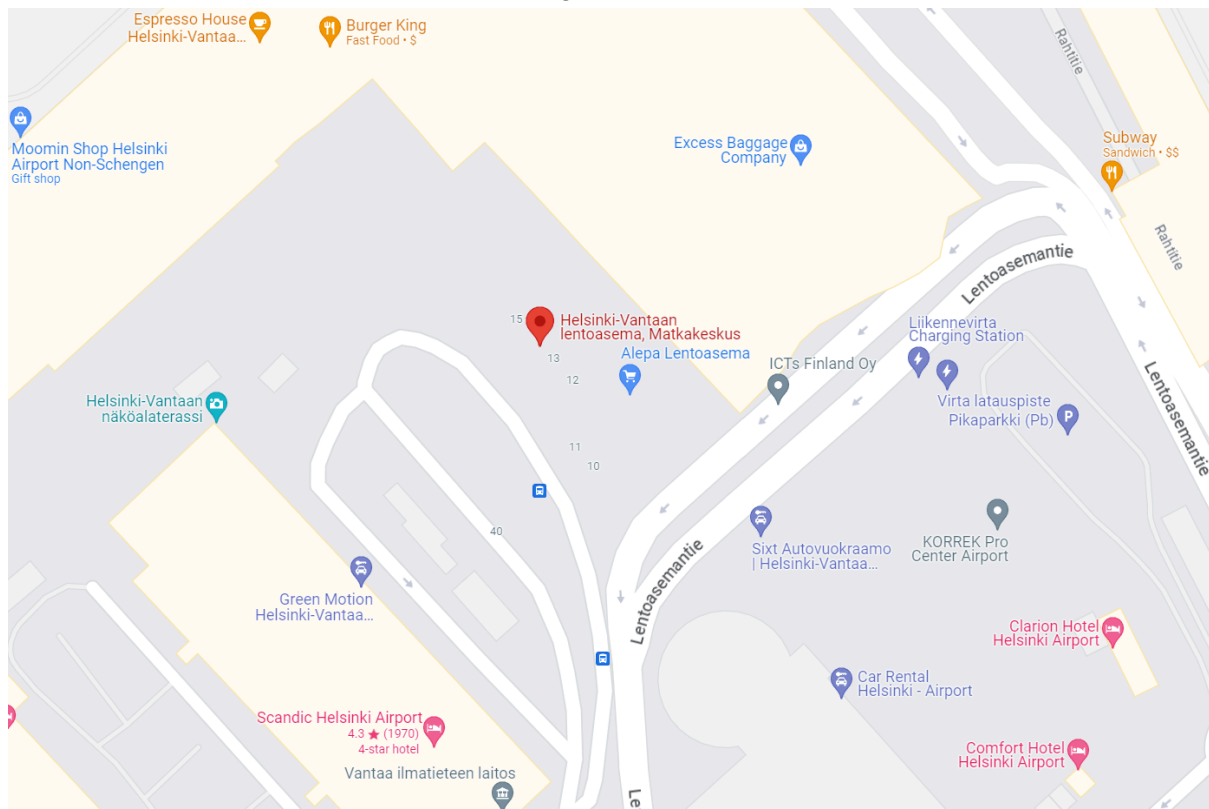 Espresso House
Helsinki-Vantaa...
Burger King
Fast Food • $
Rahtitie
Moomin Shop Helsinki
Airport Non-Schengen
Gift shop
Excess Baggage
Company
Subway
Sandwich • $$
Rahtitie
Lentoasemantie
15
Helsinki-Vantaan
lentoasema, Matkakeskus
13
Alepa Lentoasema
12
Liikennevirta
Charging Station
ICTs Finland Oy
Lentoasemantie
Helsinki-Vantaan
näköalaterassi
Virta latauspiste
Pikaparkki (Pb)
P
11
10
40
Sixt Autovuokraamo
| Helsinki-Vantaa...
KORREK Pro
Center Airport
Lentoasemantie
Green Motion
Helsinki-Vantaa...
Clarion Hotel
Helsinki Airport
Car Rental
Helsinki - Airport
Scandic Helsinki Airport
4.3 ★ (1970)
4-star hotel
Comfort Hotel
Helsinki Airport
Vantaa ilmatieteen laitos
Le